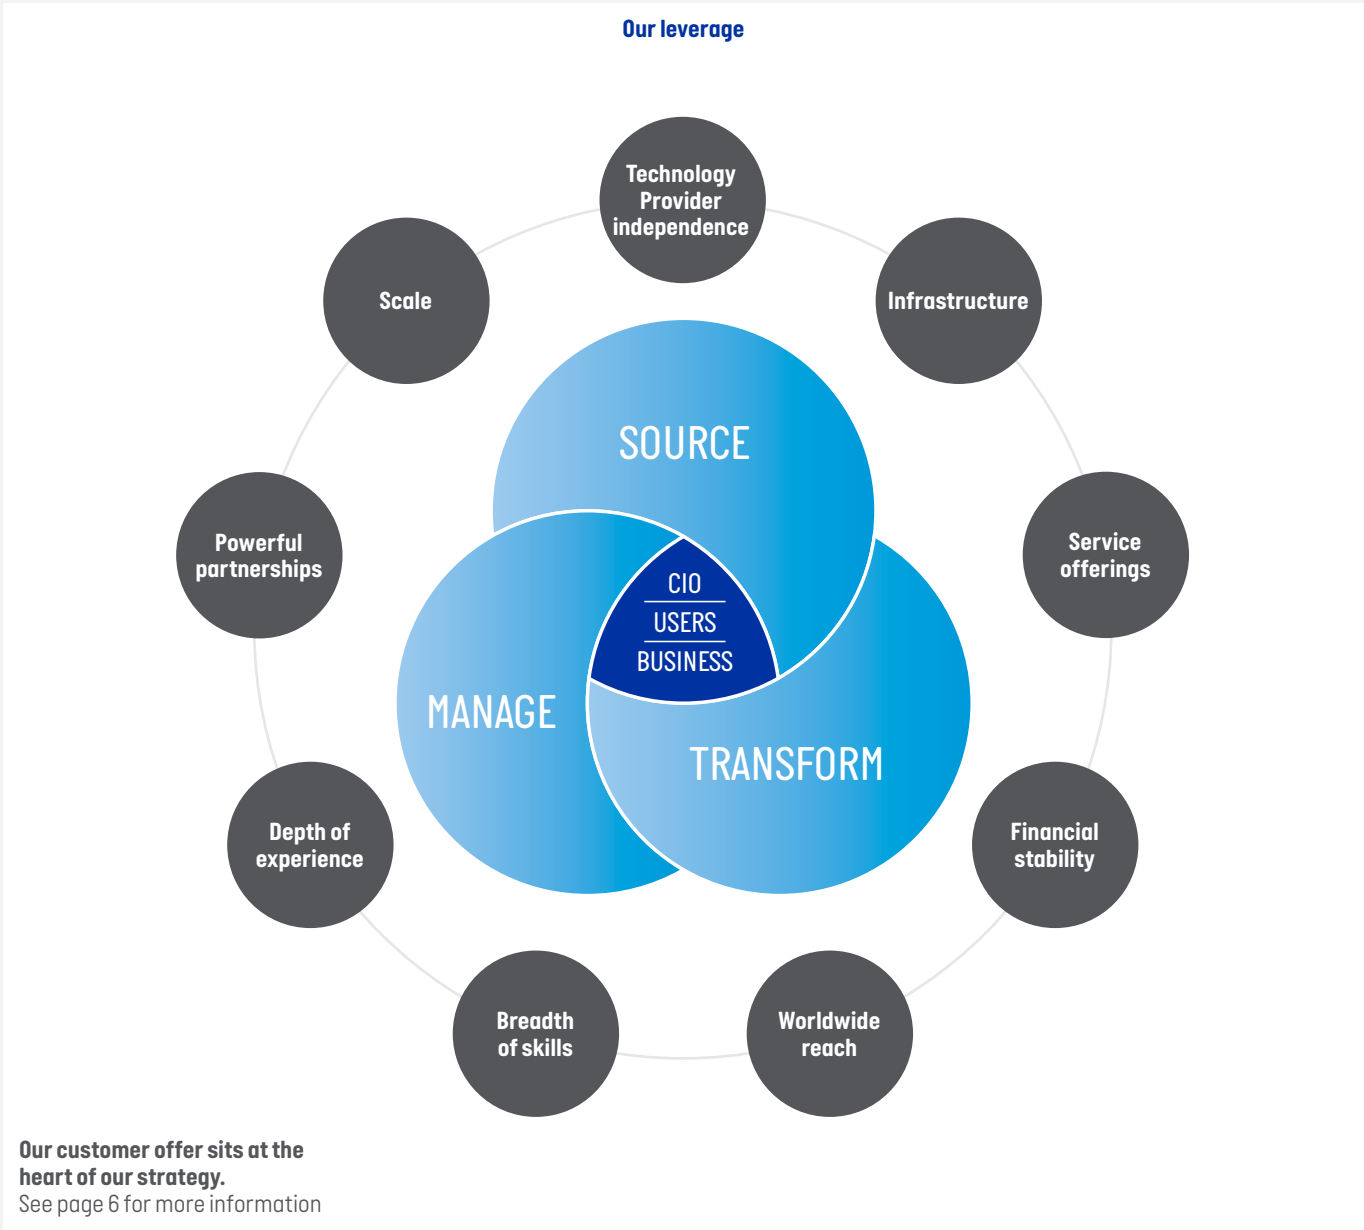 Our leverage
Technology
Provider
independence
Scale
Infrastructure
SOURCE
Powerful
partnerships
Service
offerings
CIO
USERS
BUSINESS
MANAGE
TRANSFORM
Depth of
experience
Financial
stability
Breadth
of skills
Worldwide
reach
Our customer offer sits at the
heart of our strategy.
See page 6 for more information